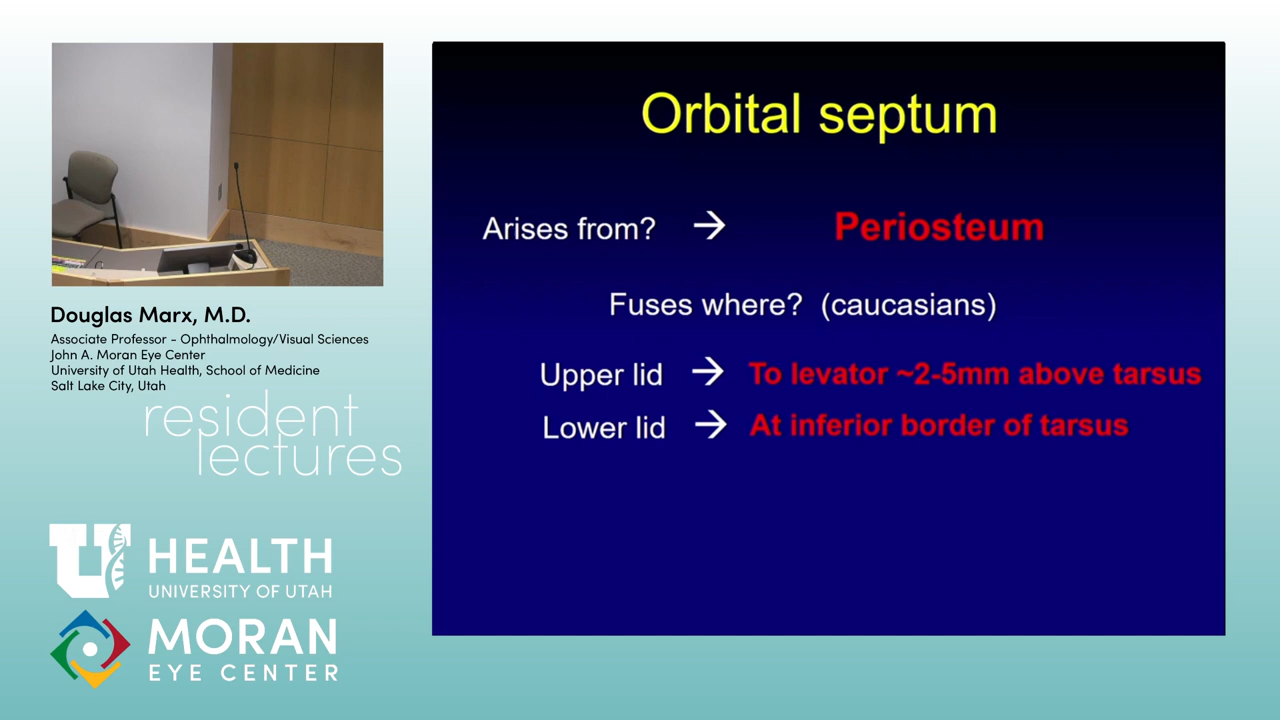 Orbital septum
Arises from? → Periosteum
Fuses where? (caucasians)
Upper lid → To levator ~2-5mm above tarsus
Lower lid → At inferior border of tarsus
Douglas Marx, M.D.
Associate Professor - Ophthalmology/Visual Sciences
John A. Moran Eye Center
University of Utah Health, School of Medicine
Salt Lake City, Utah
resident
lectures
U HEALTH
UNIVERSITY OF UTAH
MORAN
EYE CENTER